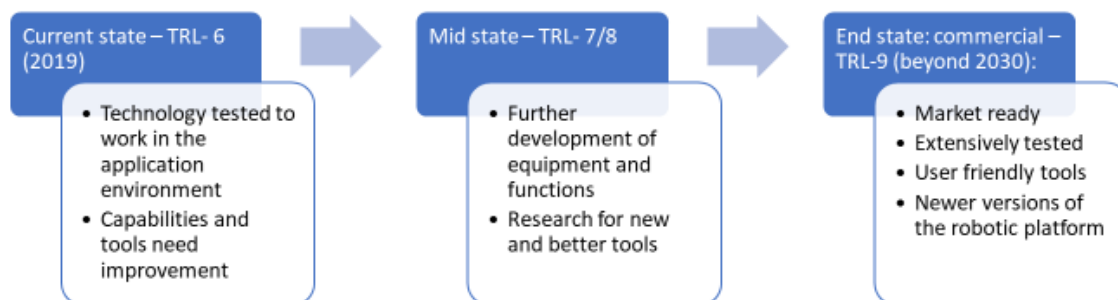 Current state – TRL- 6
(2019)
• Technology tested to
work in the
application
environment
• Capabilities and
tools need
improvement
Mid state – TRL- 7/8
• Further
development of
equipment and
functions
• Research for new
and better tools
End state: commercial –
TRL-9 (beyond 2030):
• Market ready
• Extensively tested
• User friendly tools
• Newer versions of
the robotic platform